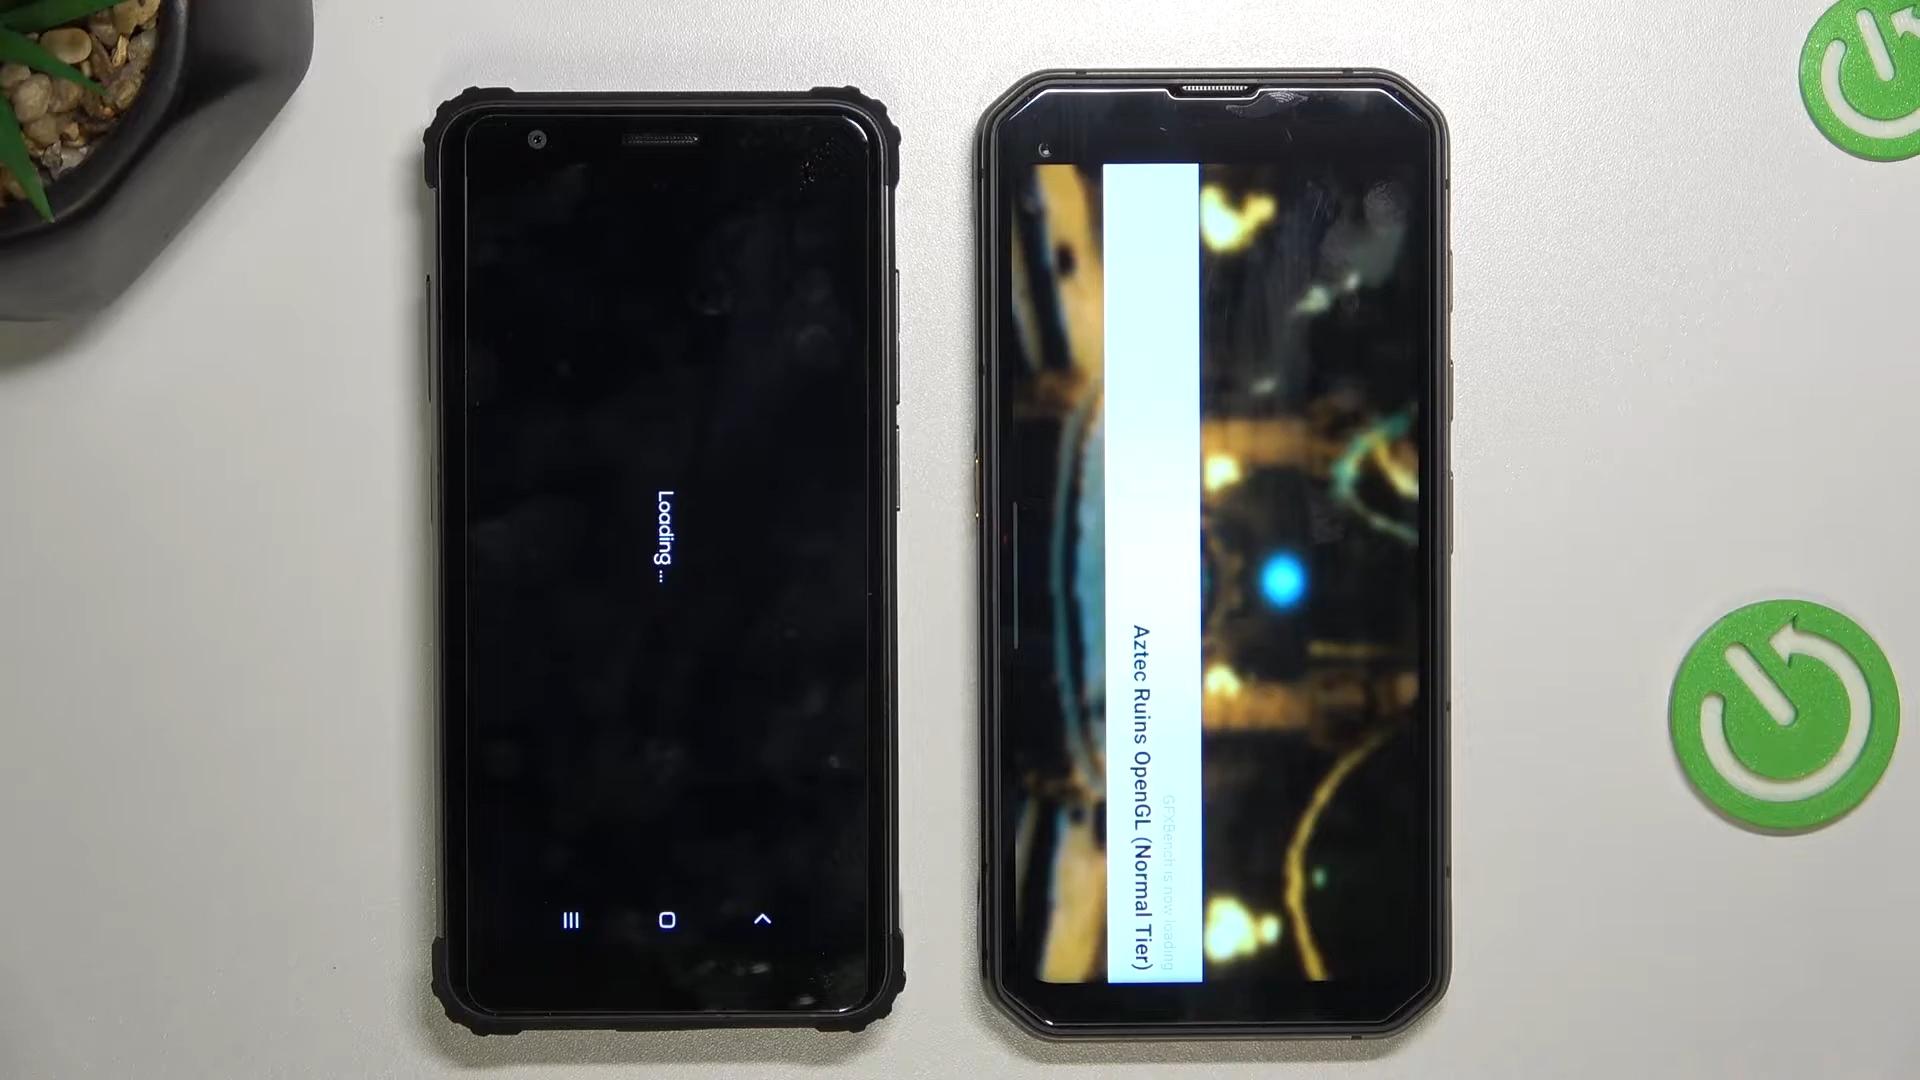 Loading ...
Aztec Ruins OpenGL (Normal Tier)
GFXBench is now loading